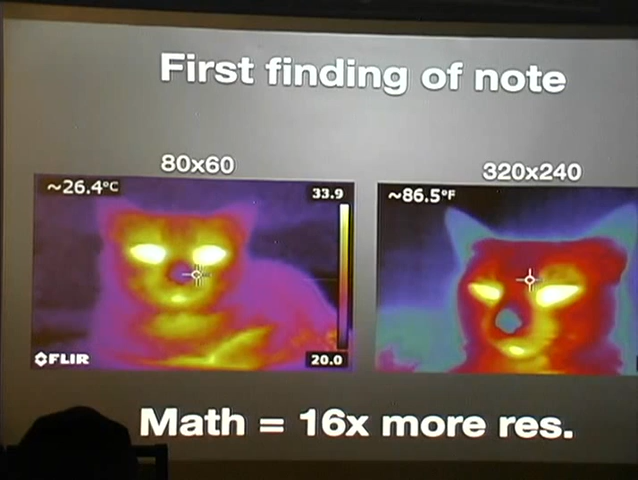 First finding of note
80x60
320x240
~26.4°C
33.9
~86.5°F
FLIR
20.0
Math = 16x more res.